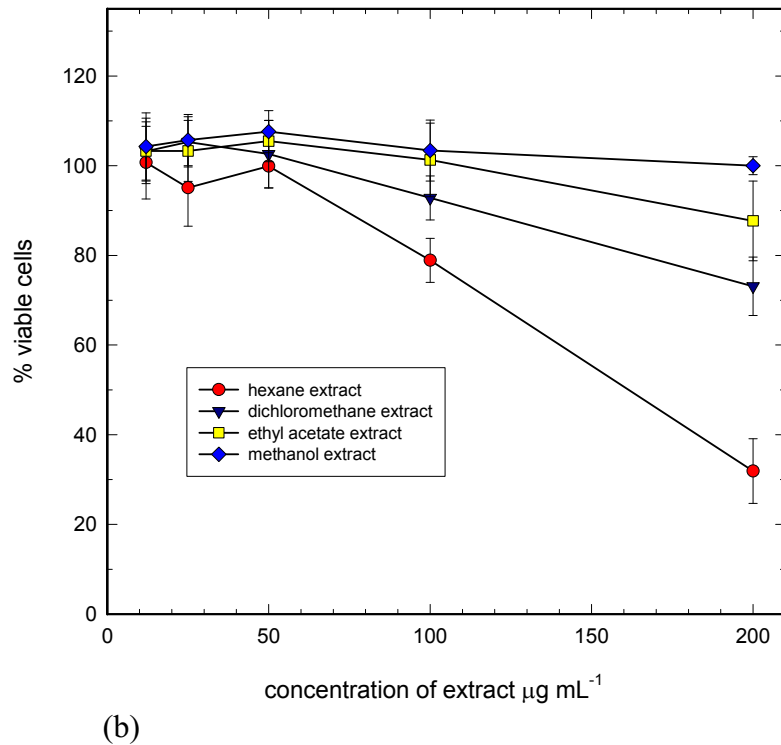 120
100
80
60
40
20
0
% viable cells
hexane extract
dichloromethane extract
ethyl acetate extract
methanol extract
0 50 100 150 200
concentration of extract μg mL⁻¹
(b)